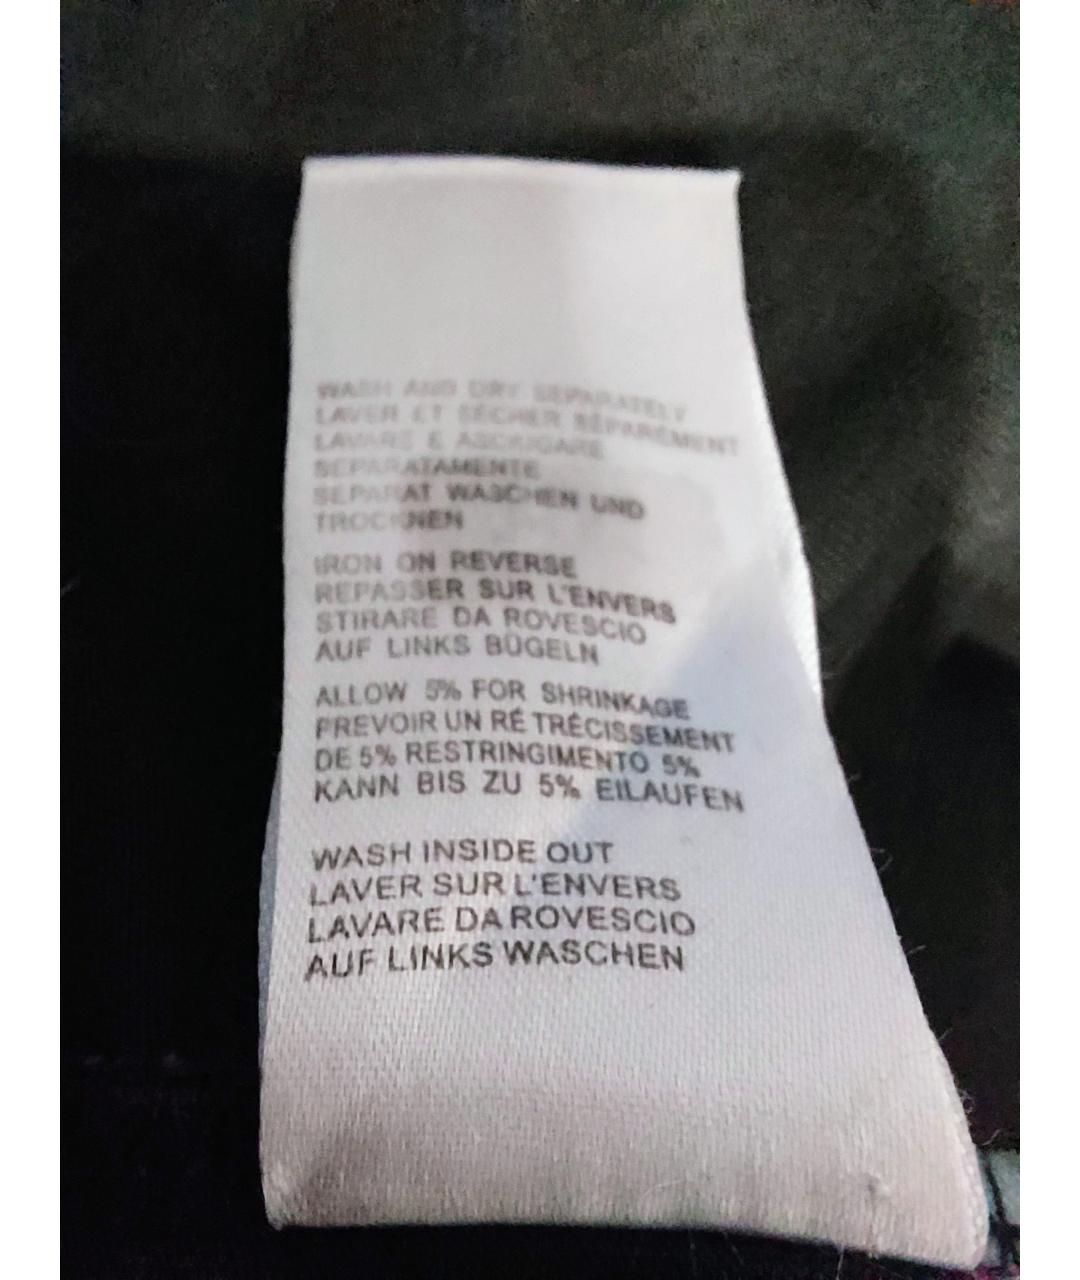 WASH AND DRY SEPARATELY
LAVER ET SÉCHER SÉPARÉMENT
LAVARE E ASCIUGARE
SEPARATAMENTE
SEPARAT WASCHEN UND
TROCKNEN
IRON ON REVERSE
REPASSER SUR L'ENVERS
STIRARE DA ROVESCIO
AUF LINKS BÜGELN
ALLOW 5% FOR SHRINKAGE
PREVOIR UN RÉ TRÉCISSEMENT
DE 5% RESTRINGIMENTO 5%
KANN BIS ZU 5% EILAUFEN
WASH INSIDE OUT
LAVER SUR L'ENVERS
LAVARE DA ROVESCIO
AUF LINKS WASCHEN